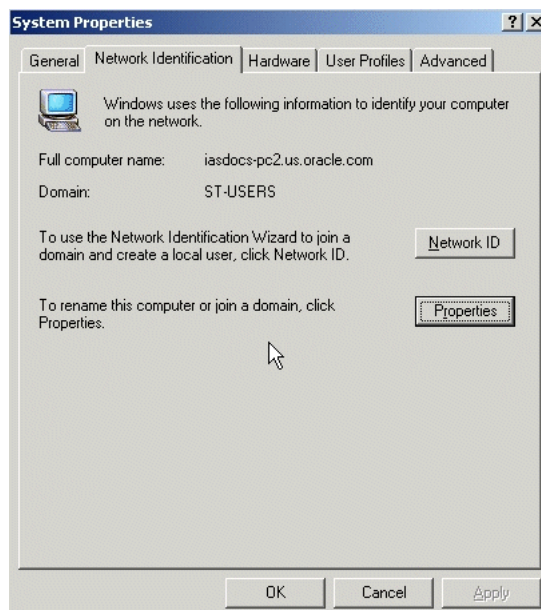 System Properties
General Network Identification Hardware User Profiles Advanced
Windows uses the following information to identify your computer
on the network.
Full computer name: iasdocs-pc2.us.oracle.com
Domain: ST-USERS
To use the Network Identification Wizard to join a
domain and create a local user, click Network ID.
Network ID
To rename this computer or join a domain, click
Properties.
Properties
OK Cancel Apply